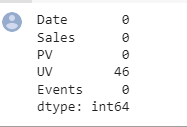 Date 0
Sales 0
PV 0
UV 46
Events 0
dtype: int64